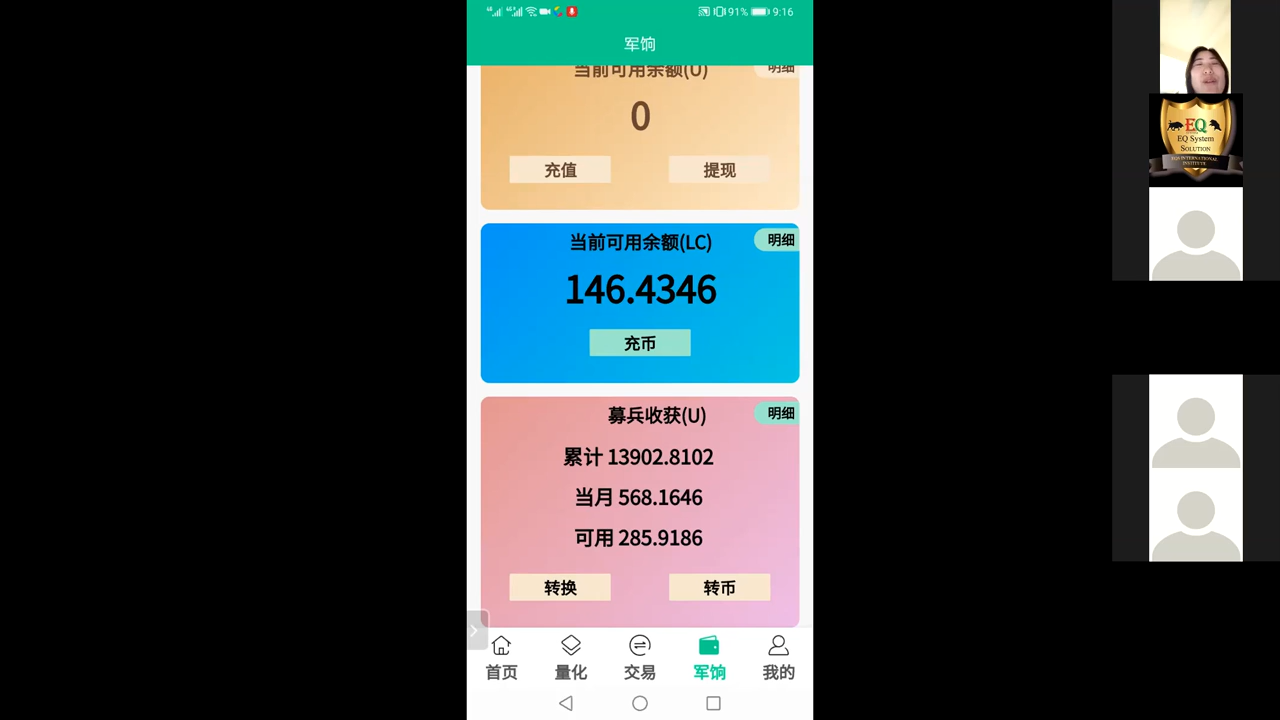 91% 9:16
军饷
当前可用余额(U) 明细
0
充值 提现
当前可用余额(LC) 明细
146.4346
充币
募兵收获(U) 明细
累计 13902.8102
当月 568.1646
可用 285.9186
转换 转币
首页 量化 交易 军饷 我的
EQ
EQ System
Solution
EQS INTERNATIONAL
INSTITUTE